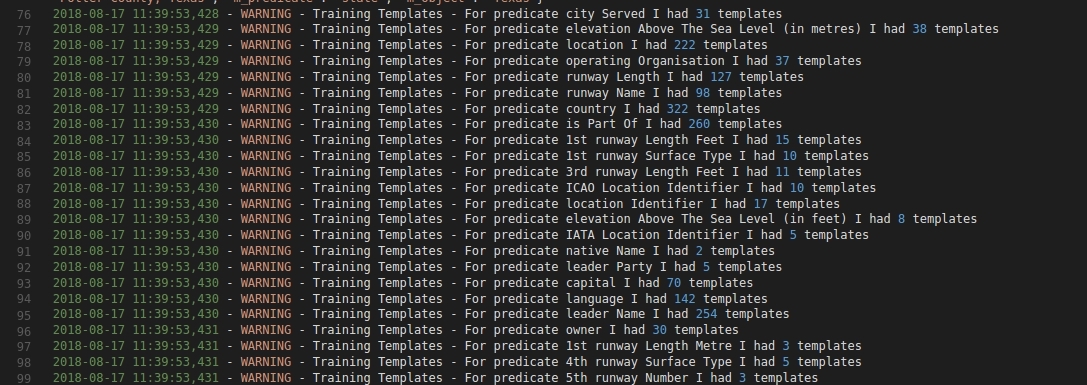 Potter County, Texas", "m_predicate": "state", "m_object": "Texas"}
76 2018-08-17 11:39:53,428 - WARNING - Training Templates - For predicate city Served I had 31 templates
77 2018-08-17 11:39:53,429 - WARNING - Training Templates - For predicate elevation Above The Sea Level (in metres) I had 38 templates
78 2018-08-17 11:39:53,429 - WARNING - Training Templates - For predicate location I had 222 templates
79 2018-08-17 11:39:53,429 - WARNING - Training Templates - For predicate operating Organisation I had 37 templates
80 2018-08-17 11:39:53,429 - WARNING - Training Templates - For predicate runway Length I had 127 templates
81 2018-08-17 11:39:53,429 - WARNING - Training Templates - For predicate runway Name I had 98 templates
82 2018-08-17 11:39:53,429 - WARNING - Training Templates - For predicate country I had 322 templates
83 2018-08-17 11:39:53,430 - WARNING - Training Templates - For predicate is Part Of I had 260 templates
84 2018-08-17 11:39:53,430 - WARNING - Training Templates - For predicate 1st runway Length Feet I had 15 templates
85 2018-08-17 11:39:53,430 - WARNING - Training Templates - For predicate 1st runway Surface Type I had 10 templates
86 2018-08-17 11:39:53,430 - WARNING - Training Templates - For predicate 3rd runway Length Feet I had 11 templates
87 2018-08-17 11:39:53,430 - WARNING - Training Templates - For predicate ICAO Location Identifier I had 10 templates
88 2018-08-17 11:39:53,430 - WARNING - Training Templates - For predicate location Identifier I had 17 templates
89 2018-08-17 11:39:53,430 - WARNING - Training Templates - For predicate elevation Above The Sea Level (in feet) I had 8 templates
90 2018-08-17 11:39:53,430 - WARNING - Training Templates - For predicate IATA Location Identifier I had 5 templates
91 2018-08-17 11:39:53,430 - WARNING - Training Templates - For predicate native Name I had 2 templates
92 2018-08-17 11:39:53,430 - WARNING - Training Templates - For predicate leader Party I had 5 templates
93 2018-08-17 11:39:53,430 - WARNING - Training Templates - For predicate capital I had 70 templates
94 2018-08-17 11:39:53,430 - WARNING - Training Templates - For predicate language I had 142 templates
95 2018-08-17 11:39:53,430 - WARNING - Training Templates - For predicate leader Name I had 254 templates
96 2018-08-17 11:39:53,431 - WARNING - Training Templates - For predicate owner I had 30 templates
97 2018-08-17 11:39:53,431 - WARNING - Training Templates - For predicate 1st runway Length Metre I had 3 templates
98 2018-08-17 11:39:53,431 - WARNING - Training Templates - For predicate 4th runway Surface Type I had 5 templates
99 2018-08-17 11:39:53,431 - WARNING - Training Templates - For predicate 5th runway Number I had 3 templates